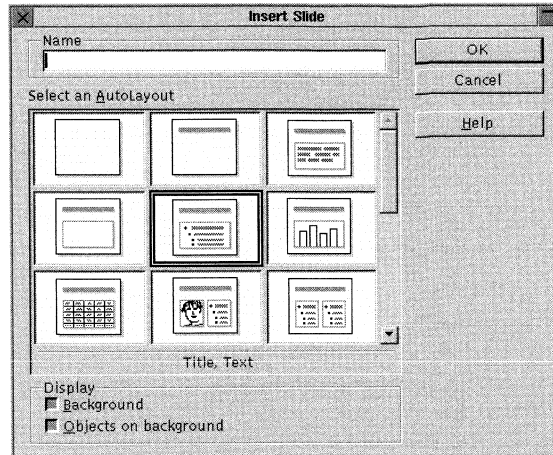 Insert Slide
Name
OK
Cancel
Help
Select an AutoLayout
Title, Text
Display
Background
Objects on background